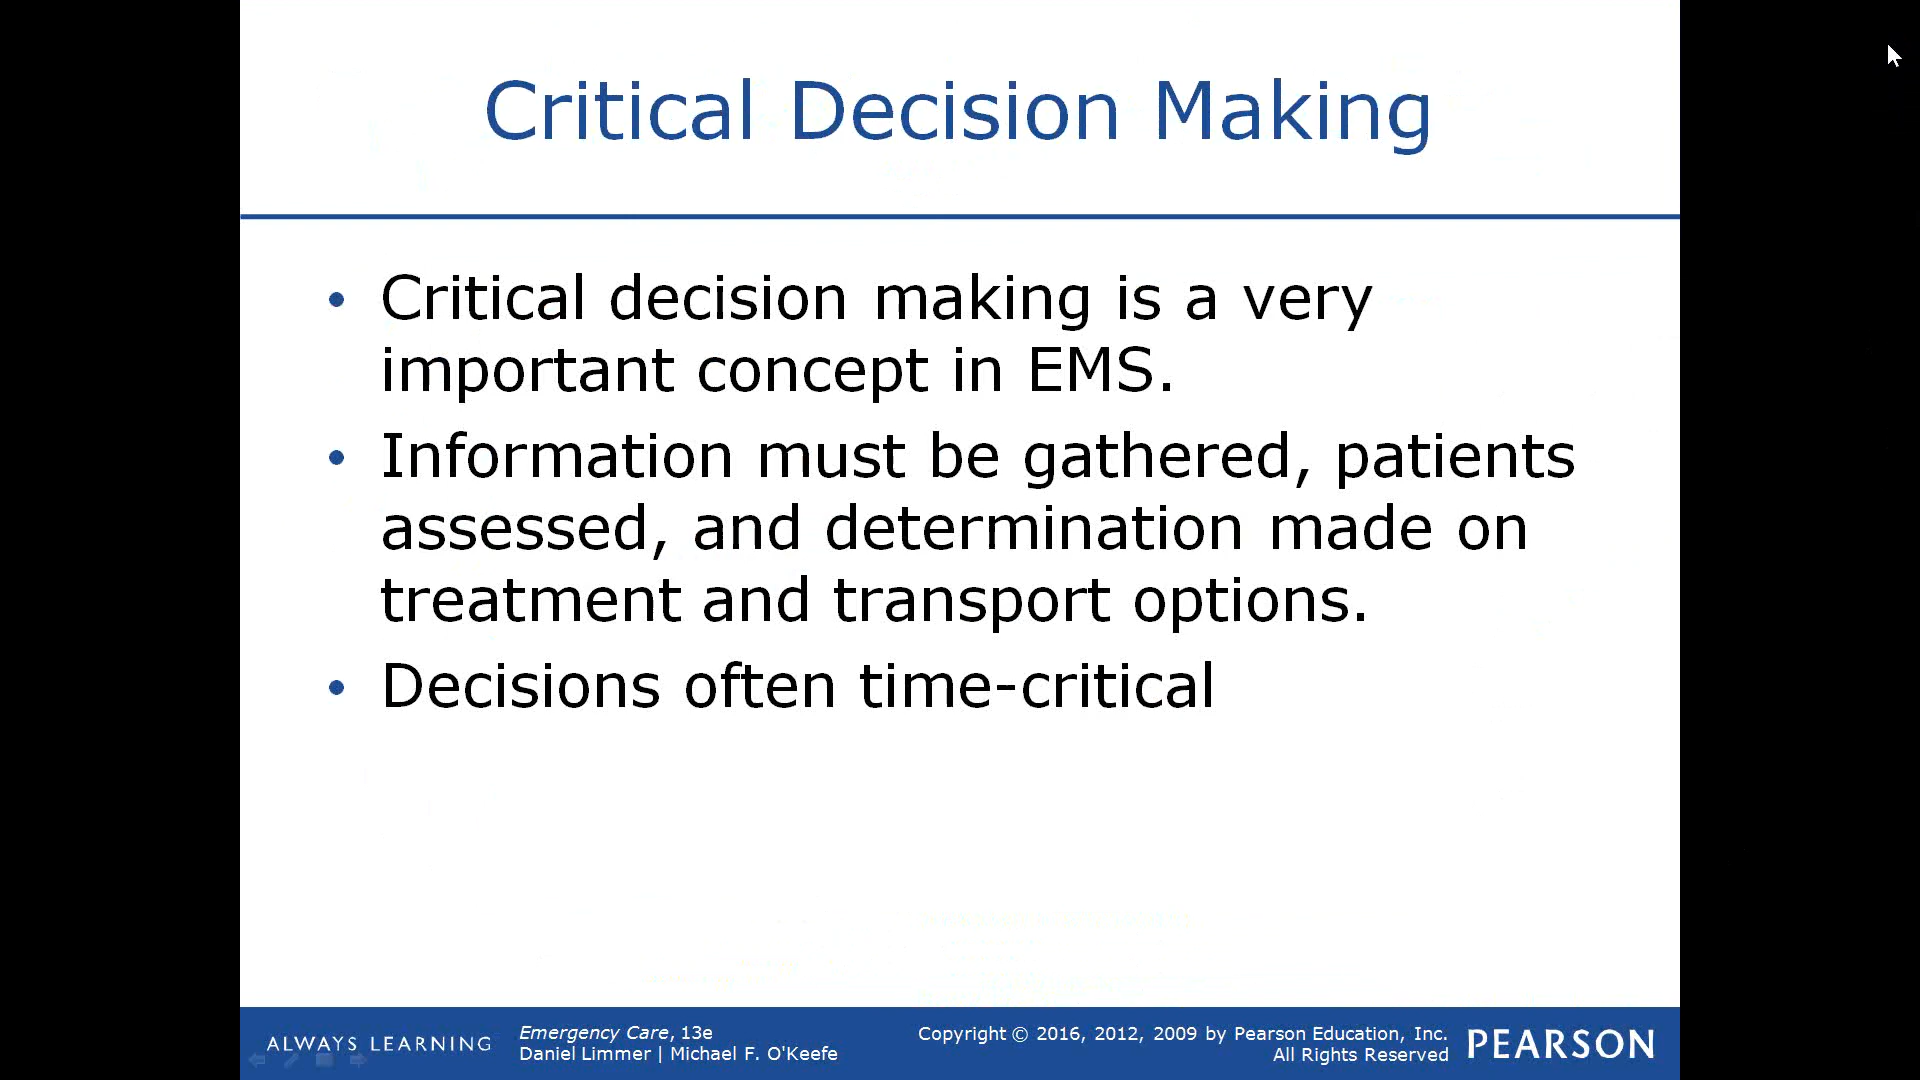 Critical Decision Making
• Critical decision making is a very
important concept in EMS.
• Information must be gathered, patients
assessed, and determination made on
treatment and transport options.
• Decisions often time-critical
ALWAYS LEARNING
Emergency Care, 13e
Daniel Limmer | Michael F. O'Keefe
Copyright © 2016, 2012, 2009 by Pearson Education, Inc.
All Rights Reserved
PEARSON